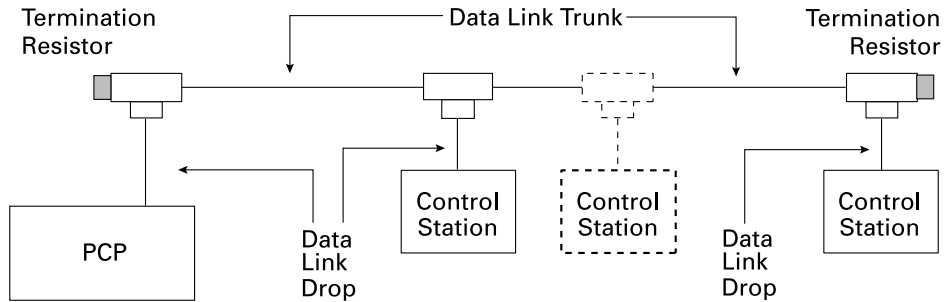 Termination
Resistor
Data Link Trunk
Termination
Resistor
PCP
Data
Link
Drop
Control
Station
Control
Station
Data
Link
Drop
Control
Station